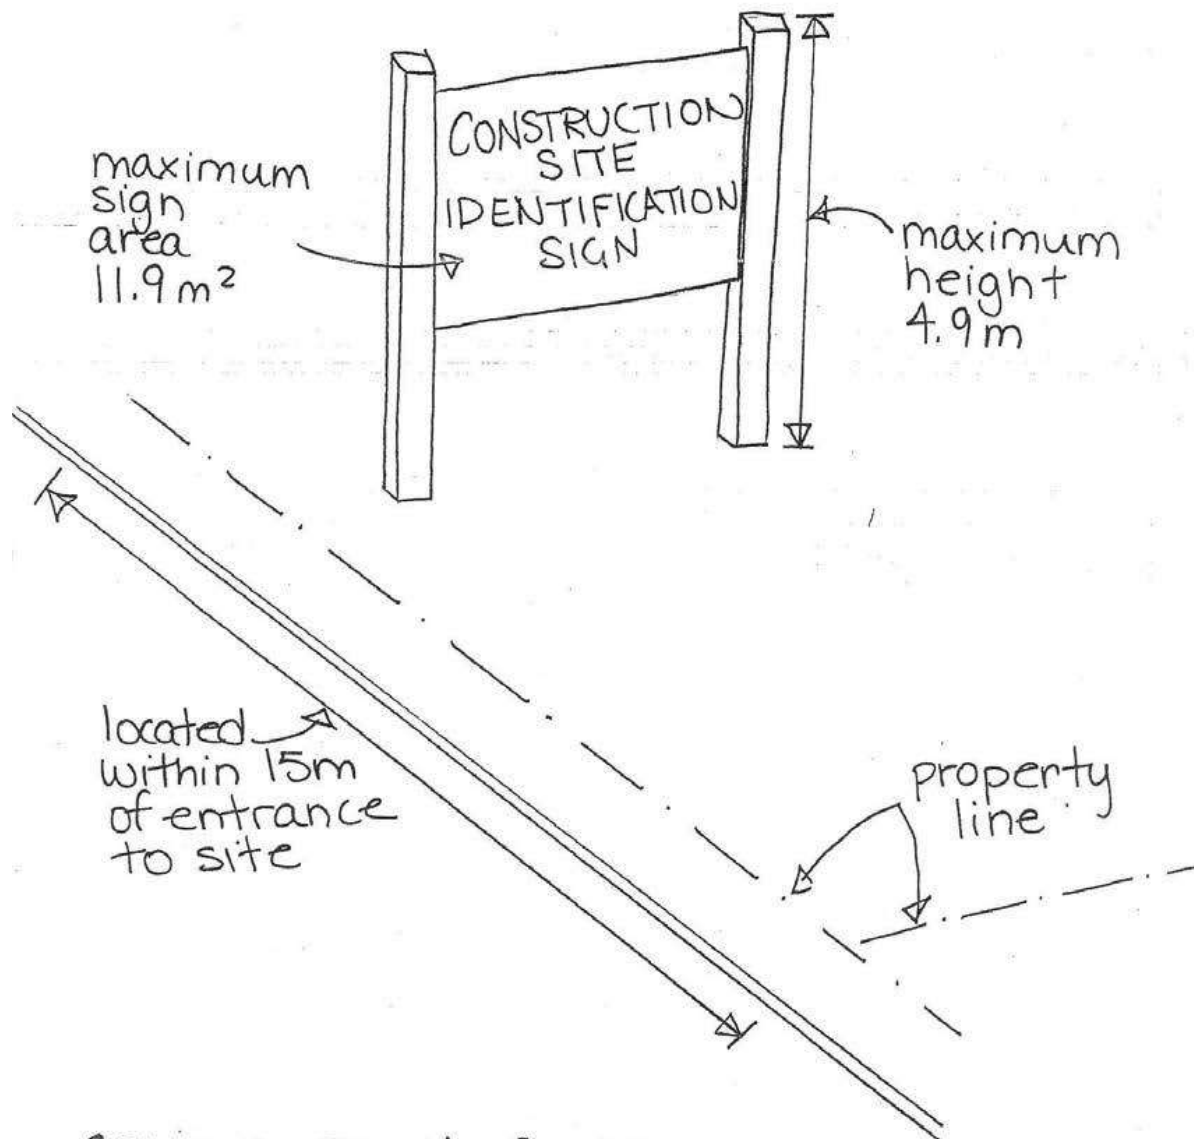 CONSTRUCTION
SITE
IDENTIFICATION
SIGN
maximum
sign
area
11.9m²
maximum
height
4.9m
located
within 15m
of entrance
to site
property
line